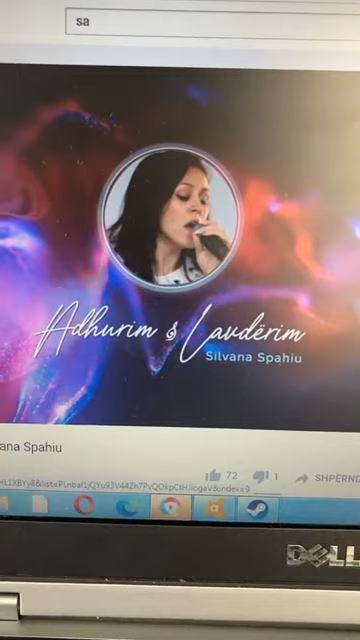 sa
Adhurim & Lavdërim
Silvana Spahiu
ana Spahiu
72
1
SHPËRND
DELL